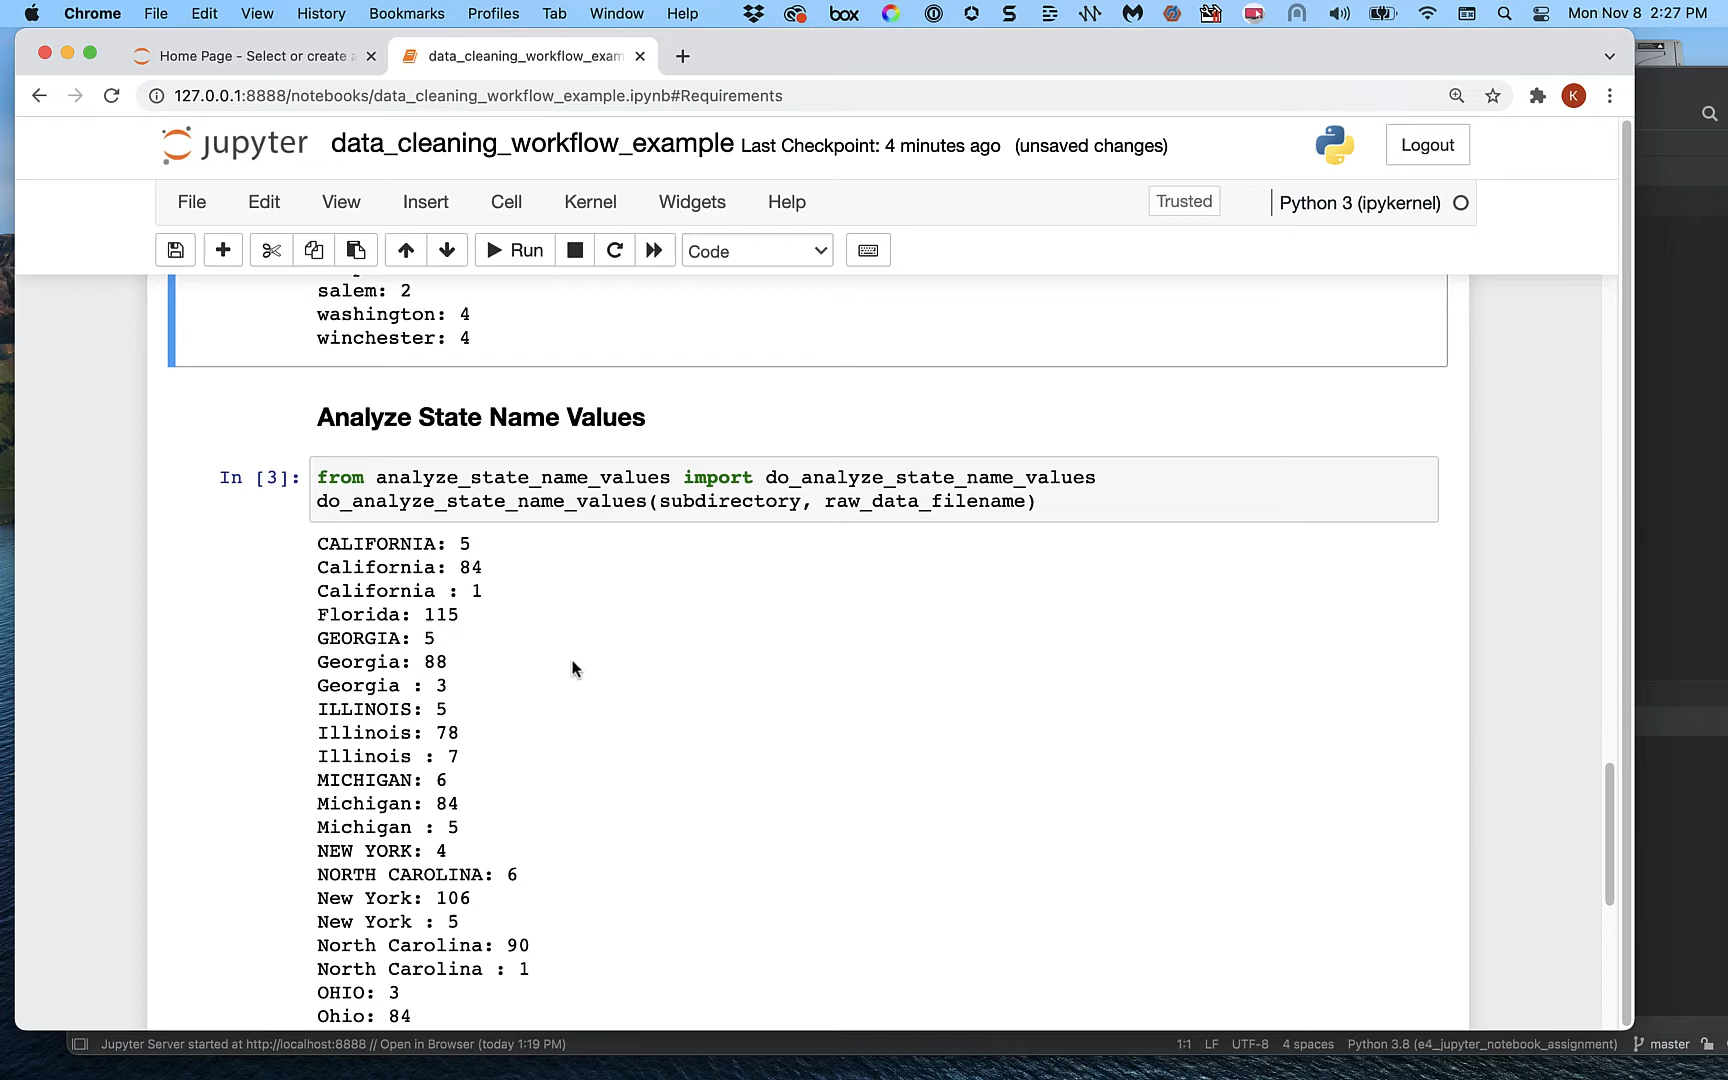 Chrome File Edit View History Bookmarks Profiles Tab Window Help box Mon Nov 8 2:27 PM
Home Page - Select or create a
data_cleaning_workflow_exam
127.0.0.1:8888/notebooks/data_cleaning_workflow_example.ipynb#Requirements
K
jupyter data_cleaning_workflow_example Last Checkpoint: 4 minutes ago (unsaved changes)
Logout
File Edit View Insert Cell Kernel Widgets Help
Trusted
Python 3 (ipykernel)
Run
Code
salem: 2
washington: 4
winchester: 4
Analyze State Name Values
In [3]:
from analyze_state_name_values import do_analyze_state_name_values
do_analyze_state_name_values(subdirectory, raw_data_filename)
CALIFORNIA: 5
California: 84
California : 1
Florida: 115
GEORGIA: 5
Georgia: 88
Georgia : 3
ILLINOIS: 5
Illinois: 78
Illinois : 7
MICHIGAN: 6
Michigan: 84
Michigan : 5
NEW YORK: 4
NORTH CAROLINA: 6
New York: 106
New York : 5
North Carolina: 90
North Carolina : 1
OHIO: 3
Ohio: 84
Jupyter Server started at http://localhost:8888 // Open in Browser (today 1:19 PM) 1:1 LF UTF-8 4 spaces Python 3.8 (e4_jupyter_notebook_assignment) master